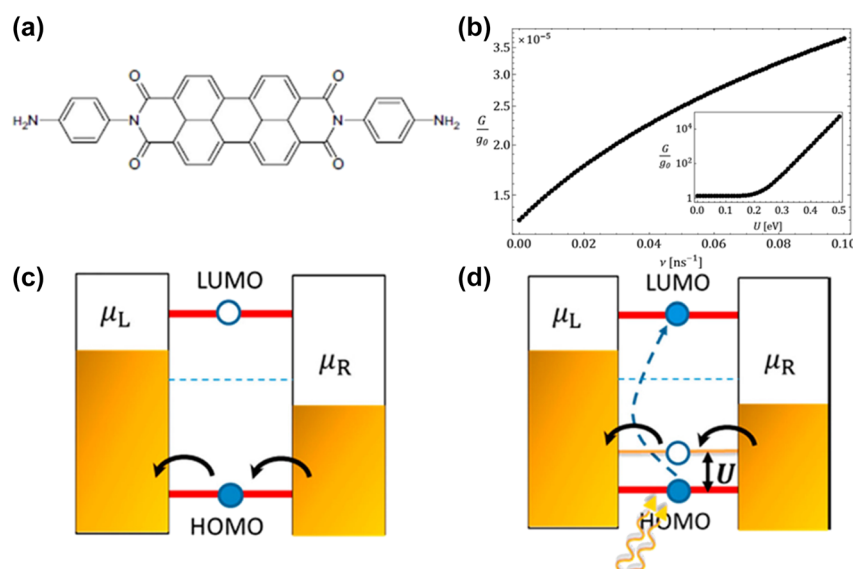 (a)
O
O
H₂N
N
N
NH₂
O
O
(b)
×10⁻⁵
3.5
3.0
2.5
2.0
1.5
G/g₀
0.00 0.02 0.04 0.06 0.08 0.10
ν [ns⁻¹]
10⁴
10²
1
G/g₀
0.0 0.1 0.2 0.3 0.4 0.5
U [eV]
(c)
LUMO
μL
μR
HOMO
(d)
LUMO
μL
μR
U
HOMO